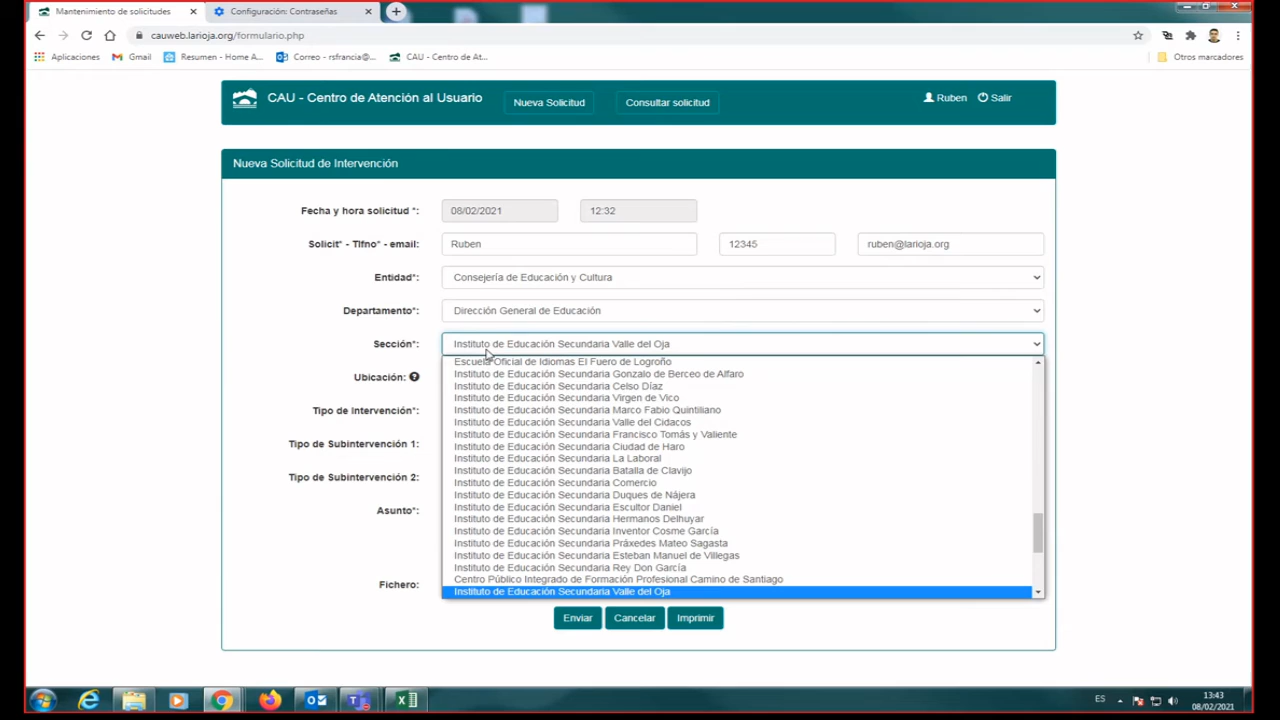 Mantenimiento de solicitudes
Configuración: Contraseñas
cauweb.larioja.org/formulario.php
Aplicaciones
Gmail
Resumen - Home A...
Correo - rsfrancia@...
CAU - Centro de At...
Otros marcadores
CAU - Centro de Atención al Usuario
Nueva Solicitud
Consultar solicitud
Ruben
Salir
Nueva Solicitud de Intervención
Fecha y hora solicitud *: 08/02/2021 12:32
Solicit* - Tlfno* - email: Ruben 12345 ruben@larioja.org
Entidad*: Consejería de Educación y Cultura
Departamento*: Dirección General de Educación
Sección*: Instituto de Educación Secundaria Valle del Oja
Escuela Oficial de Idiomas El Fuero de Logroño
Instituto de Educación Secundaria Gonzalo de Berceo de Alfaro
Instituto de Educación Secundaria Celso Díaz
Instituto de Educación Secundaria Virgen de Vico
Instituto de Educación Secundaria Marco Fabio Quintiliano
Instituto de Educación Secundaria Valle del Cidacos
Instituto de Educación Secundaria Francisco Tomás y Valiente
Instituto de Educación Secundaria Ciudad de Haro
Instituto de Educación Secundaria La Laboral
Instituto de Educación Secundaria Batalla de Clavijo
Instituto de Educación Secundaria Comercio
Instituto de Educación Secundaria Duques de Nájera
Instituto de Educación Secundaria Escultor Daniel
Instituto de Educación Secundaria Hermanos Delhuyar
Instituto de Educación Secundaria Inventor Cosme García
Instituto de Educación Secundaria Práxedes Mateo Sagasta
Instituto de Educación Secundaria Esteban Manuel de Villegas
Instituto de Educación Secundaria Rey Don García
Centro Público Integrado de Formación Profesional Camino de Santiago
Instituto de Educación Secundaria Valle del Oja
Ubicación:
Tipo de Intervención*:
Tipo de Subintervención 1:
Tipo de Subintervención 2:
Asunto*:
Fichero:
Enviar
Cancelar
Imprimir
ES
13:43
08/02/2021